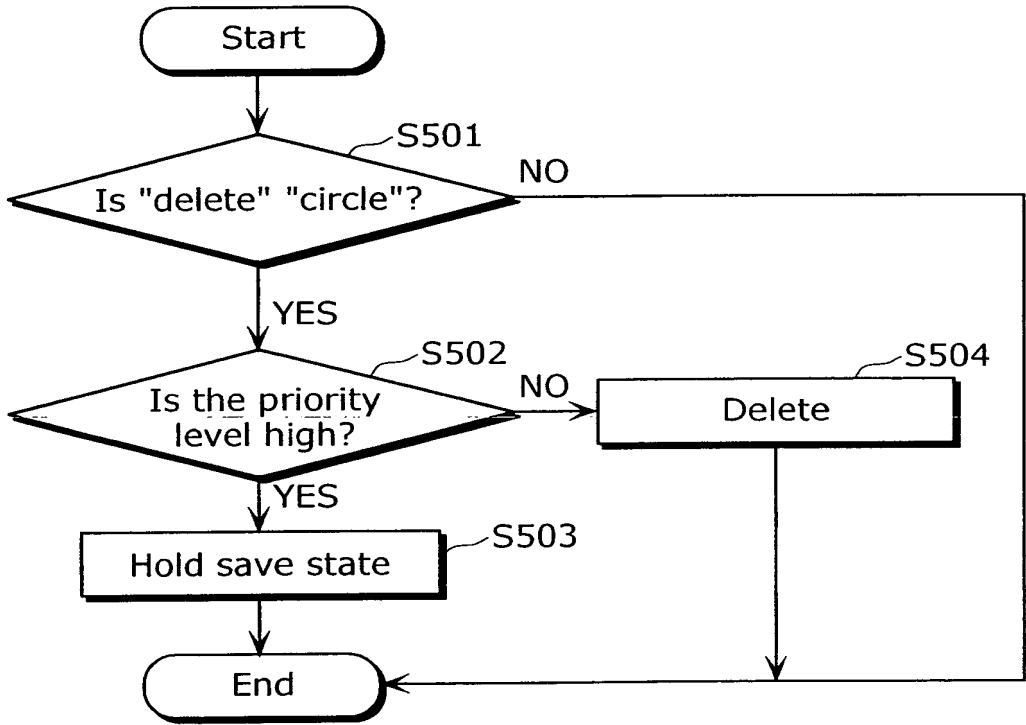 Start
S501
Is "delete" "circle"?
NO
YES
S502
Is the priority
level high?
NO
S504
Delete
YES
S503
Hold save state
End